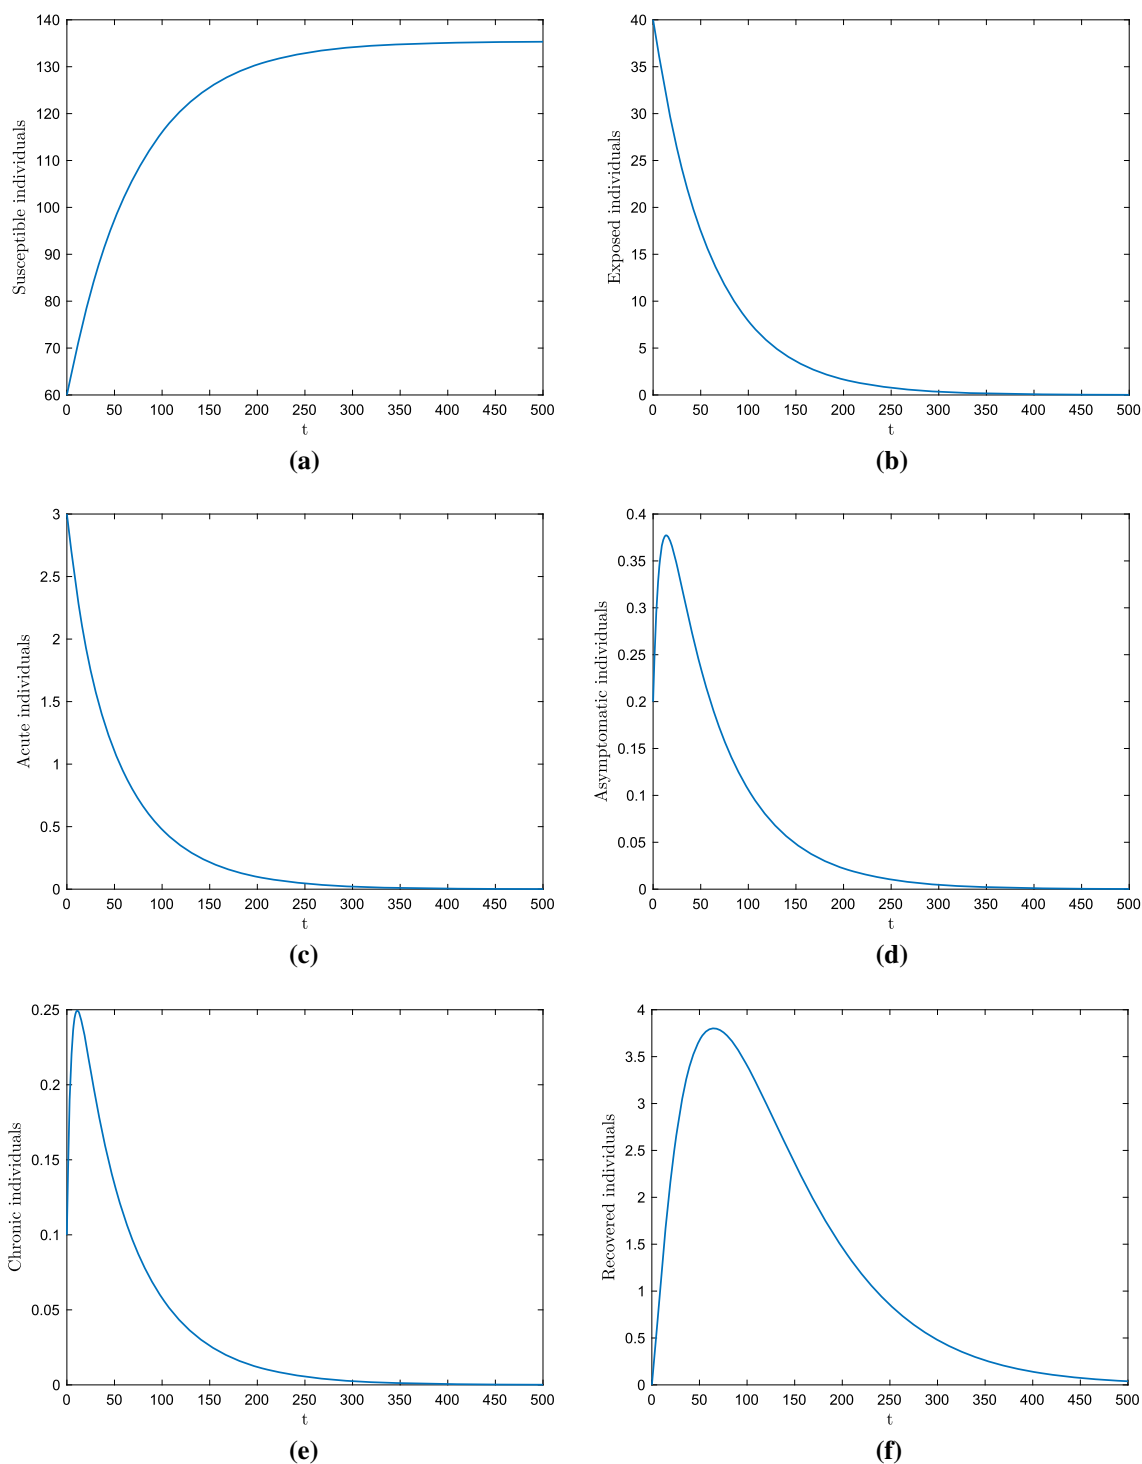 140
130
120
110
100
90
80
70
60
Susceptible individuals
0 50 100 150 200 250 300 350 400 450 500
t
(a)
40
35
30
25
20
15
10
5
0
Exposed individuals
0 50 100 150 200 250 300 350 400 450 500
t
(b)
3
2.5
2
1.5
1
0.5
0
Acute individuals
0 50 100 150 200 250 300 350 400 450 500
t
(c)
0.4
0.35
0.3
0.25
0.2
0.15
0.1
0.05
0
Asymptomatic individuals
0 50 100 150 200 250 300 350 400 450 500
t
(d)
0.25
0.2
0.15
0.1
0.05
0
Chronic individuals
0 50 100 150 200 250 300 350 400 450 500
t
(e)
4
3.5
3
2.5
2
1.5
1
0.5
0
Recovered individuals
0 50 100 150 200 250 300 350 400 450 500
t
(f)